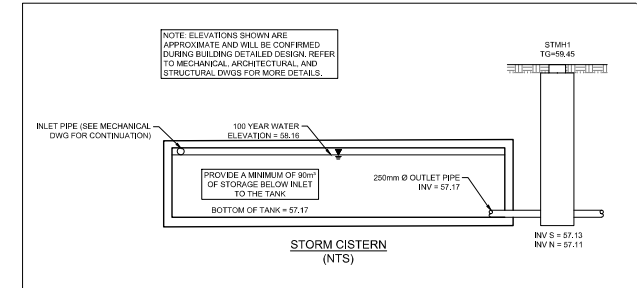 NOTE: ELEVATIONS SHOWN ARE
APPROXIMATE AND WILL BE CONFIRMED
DURING BUILDING DETAILED DESIGN. REFER
TO MECHANICAL, ARCHITECTURAL, AND
STRUCTURAL DWGS FOR MORE DETAILS.
STMH1
TG=59.45
INLET PIPE (SEE MECHANICAL
DWG FOR CONTINUATION)
100 YEAR WATER
ELEVATION = 58.16
PROVIDE A MINIMUM OF 90m³
OF STORAGE BELOW INLET
TO THE TANK
250mm Ø OUTLET PIPE
INV = 57.17
BOTTOM OF TANK = 57.17
INV S = 57.13
INV N = 57.11
STORM CISTERN
(NTS)